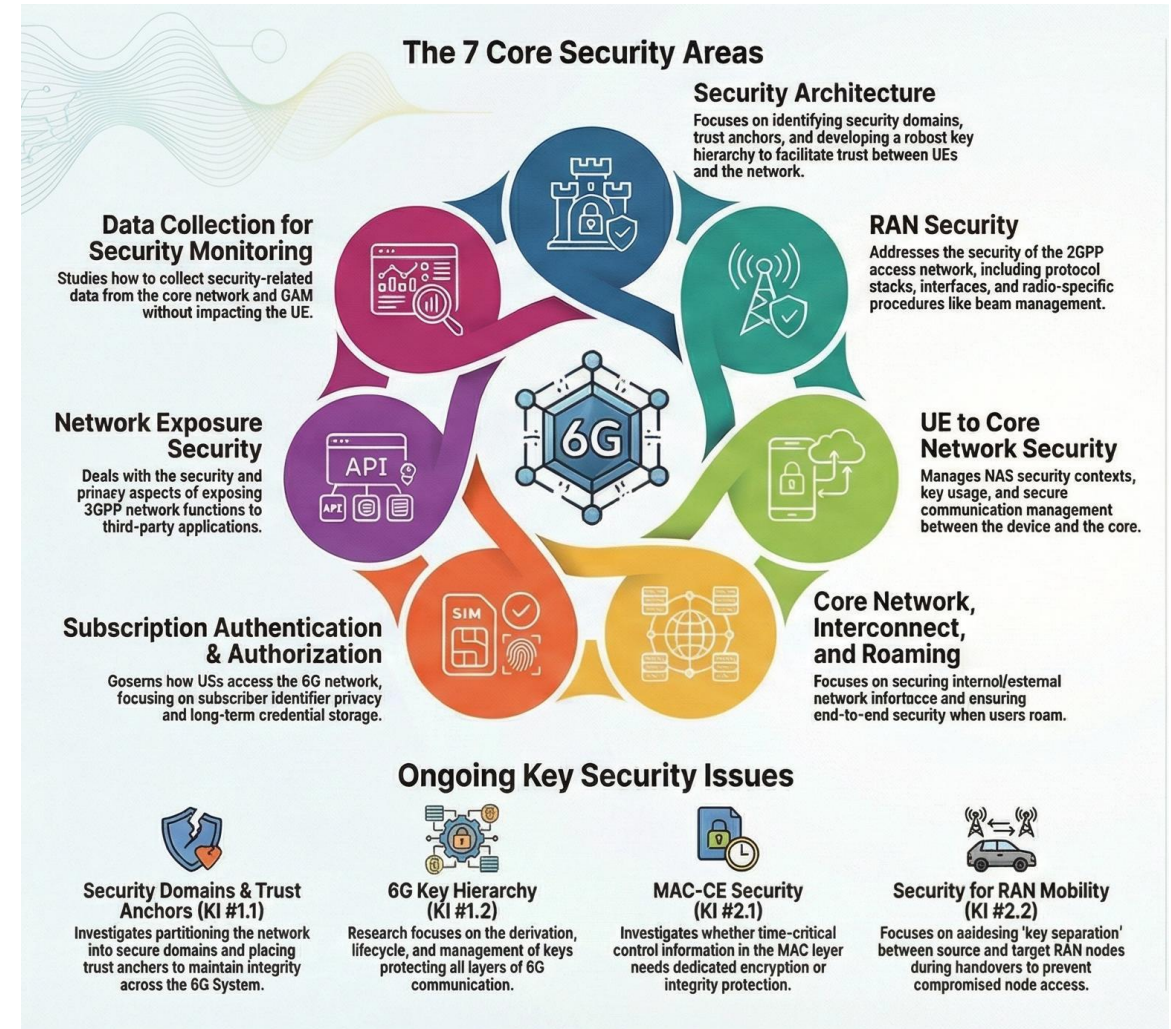 The 7 Core Security Areas
Security Architecture
Focuses on identifying security domains,
trust anchors, and developing a robost key
hierarchy to facilitate trust between UEs
and the network.
Data Collection for
Security Monitoring
Studies how to collect security-related
data from the core network and GAM
without impacting the UE.
RAN Security
Addresses the security of the 2GPP
access network, including protocol
stacks, interfaces, and radio-specific
procedures like beam management.
Network Exposure
Security
Deals with the security and
prinaey aspects of exposing
3GPP network functions to
third-party applications.
API
API
6G
UE to Core
Network Security
Manages NAS security contexts,
key usage, and secure
communication management
between the device and the core.
Subscription Authentication
& Authorization
Goserns how USs access the 6G network,
focusing on subscriber identifier privacy
and long-term credential storage.
SIM
Core Network,
Interconnect,
and Roaming
Focuses on securing internol/esternal
network infortocce and ensuring
end-to-end security when users roam.
Ongoing Key Security Issues
Security Domains & Trust
Anchors (KI #1.1)
Investigates partitioning the network
into secure domains and placing
trust anchers to maintain integrity
across the 6G System.
6G Key Hierarchy
(KI #1.2)
Research focuses on the derivation,
lifecycle, and management of keys
protecting all layers of 6G
communication.
MAC-CE Security
(KI #2.1)
Investigates whether time-critical
control information in the MAC layer
needs dedicated encryption or
integrity protection.
Security for RAN Mobility
(KI #2.2)
Focuses on aaidesing 'key separation'
between source and target RAN nodes
during handovers to prevent
compromised node access.